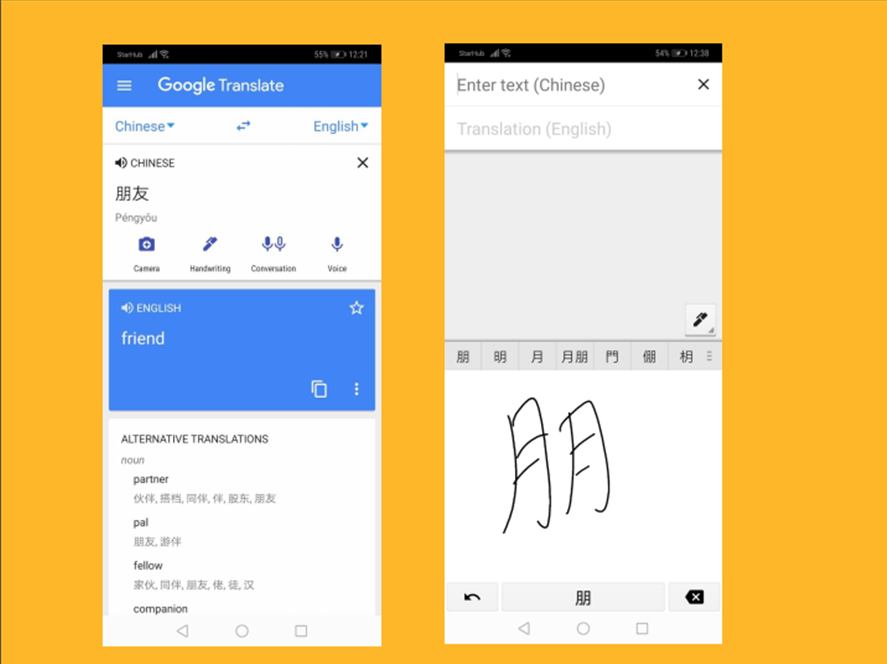 StarHub 55% 12:21
Google Translate
Chinese English
CHINESE
朋友
Péngyǒu
Camera Handwriting Conversation Voice
ENGLISH
friend
ALTERNATIVE TRANSLATIONS
noun
partner
伙伴, 搭档, 同伴, 伴, 股东, 朋友
pal
朋友, 游伴
fellow
家伙, 同伴, 朋友, 佬, 徒, 汉
companion
StarHub 54% 12:38
Enter text (Chinese)
Translation (English)
朋 明 月 月朋 門 倗 枂
朋
朋